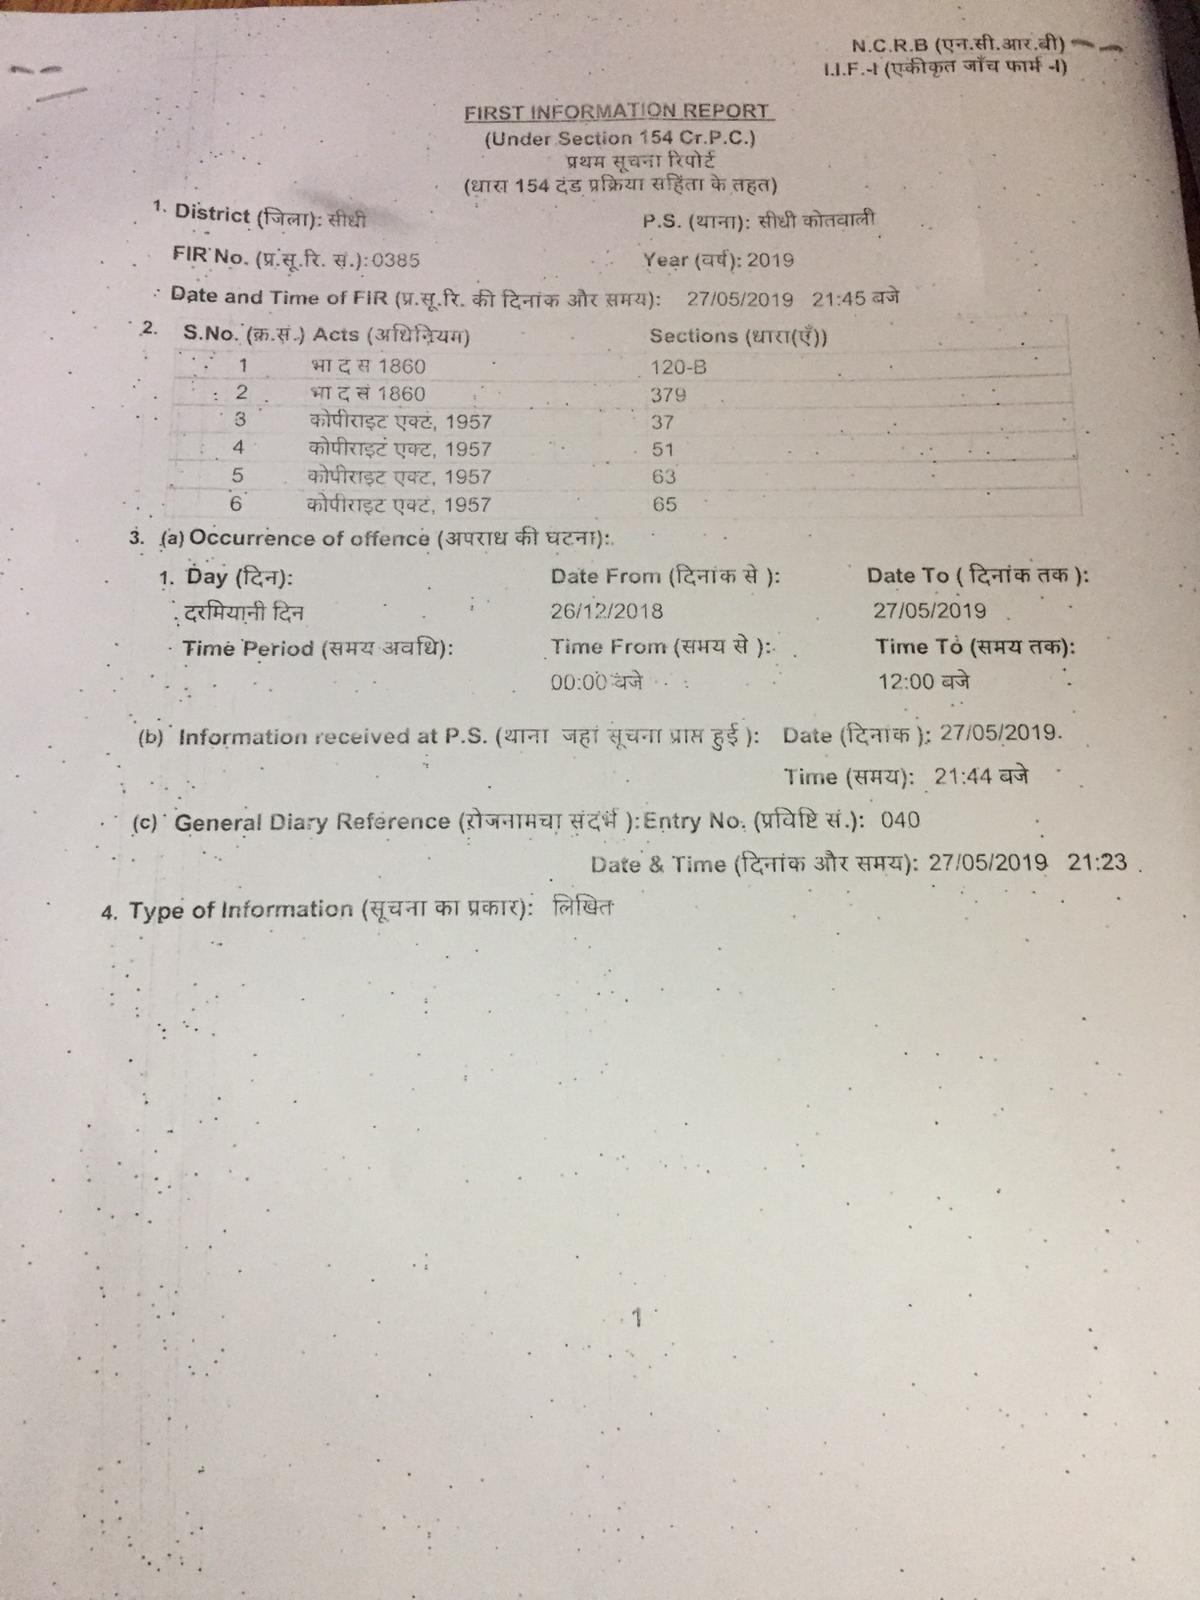 N.C.R.B (एन.सी.आर.बी)
I.I.F.-I (एकीकृत जाँच फार्म -I)
FIRST INFORMATION REPORT
(Under Section 154 Cr.P.C.)
प्रथम सूचना रिपोर्ट
(धारा 154 दंड प्रक्रिया सहिंता के तहत)
1. District (जिला): सीधी P.S. (थाना): सीधी कोतवाली
FIR No. (प्र.सू.रि. सं.): 0385 Year (वर्ष): 2019
Date and Time of FIR (प्र.सू.रि. की दिनांक और समय): 27/05/2019 21:45 बजे
2. S.No. (क्र.सं.) Acts (अधिनियम) Sections (धारा(एँ))
1 भा द स 1860 120-B
2 भा द सं 1860 379
3 कोपीराइट एक्ट, 1957 37
4 कोपीराइट एक्ट, 1957 51
5 कोपीराइट एक्ट, 1957 63
6 कोपीराइट एक्ट, 1957 65
3. (a) Occurrence of offence (अपराध की घटना):
1. Day (दिन): Date From (दिनांक से ): Date To ( दिनांक तक ):
दरमियानी दिन 26/12/2018 27/05/2019
Time Period (समय अवधि): Time From (समय से ): Time To (समय तक):
00:00 बजे 12:00 बजे
(b) Information received at P.S. (थाना जहां सूचना प्राप्त हुई ): Date (दिनांक ): 27/05/2019
Time (समय): 21:44 बजे
(c) General Diary Reference (रोजनामचा संदर्भ ): Entry No. (प्रविष्टि सं.): 040
Date & Time (दिनांक और समय): 27/05/2019 21:23
4. Type of Information (सूचना का प्रकार): लिखित
1